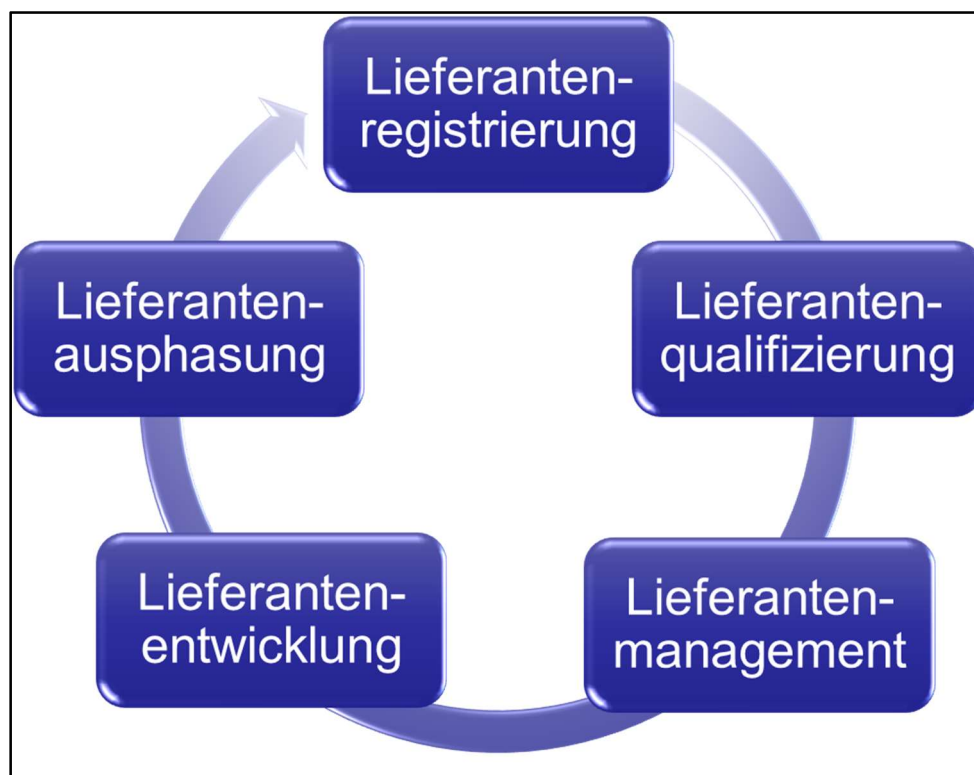 Lieferanten-
registrierung
Lieferanten-
qualifizierung
Lieferanten-
management
Lieferanten-
entwicklung
Lieferanten-
ausphasung